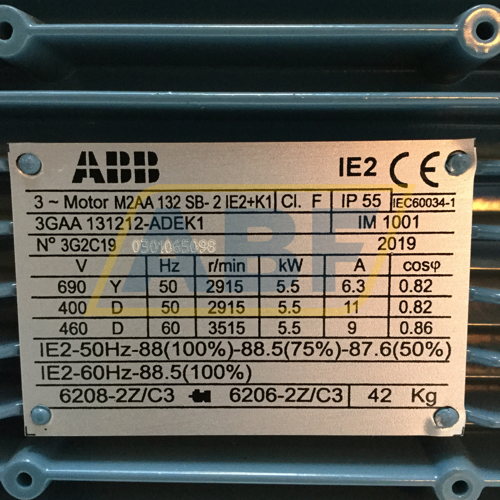 ABB IE2 CE
3 ~ Motor M2AA 132 SB- 2 IE2+K1 Cl. F IP 55 IEC60034-1
3GAA 131212-ADEK1 IM 1001
Nº 3G2C19 0301065098 2019
V Hz r/min kW A cosφ
690 Y 50 2915 5.5 6.3 0.82
400 D 50 2915 5.5 11 0.82
460 D 60 3515 5.5 9 0.86
IE2-50Hz-88(100%)-88.5(75%)-87.6(50%)
IE2-60Hz-88.5(100%)
6208-2Z/C3 6206-2Z/C3 42 Kg
ABF